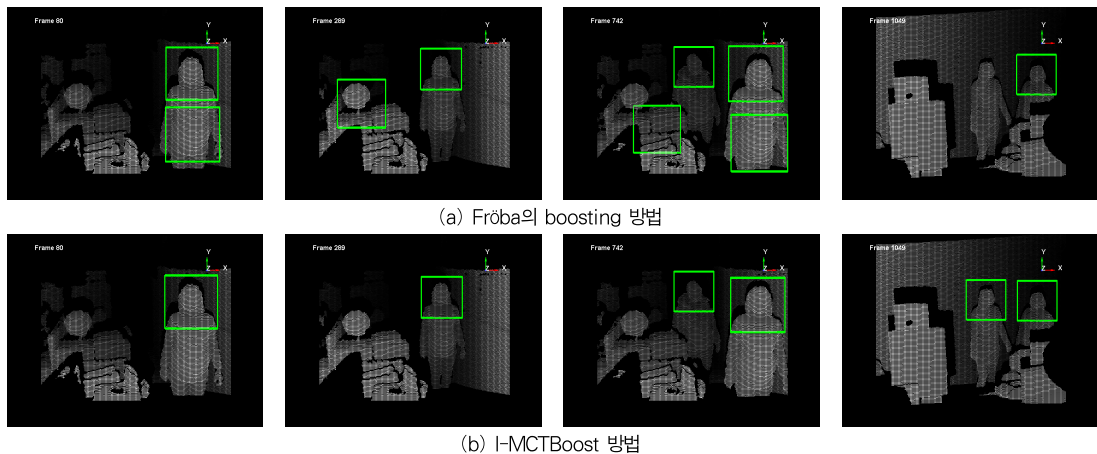 Frame 80
Y
Z X
Frame 289
Y
Z X
Frame 742
Y
Z X
Frame 1049
Y
Z X
(a) Fröba의 boosting 방법
Frame 80
Y
Z X
Frame 289
Y
Z X
Frame 742
Y
Z X
Frame 1049
Y
Z X
(b) I-MCTBoost 방법